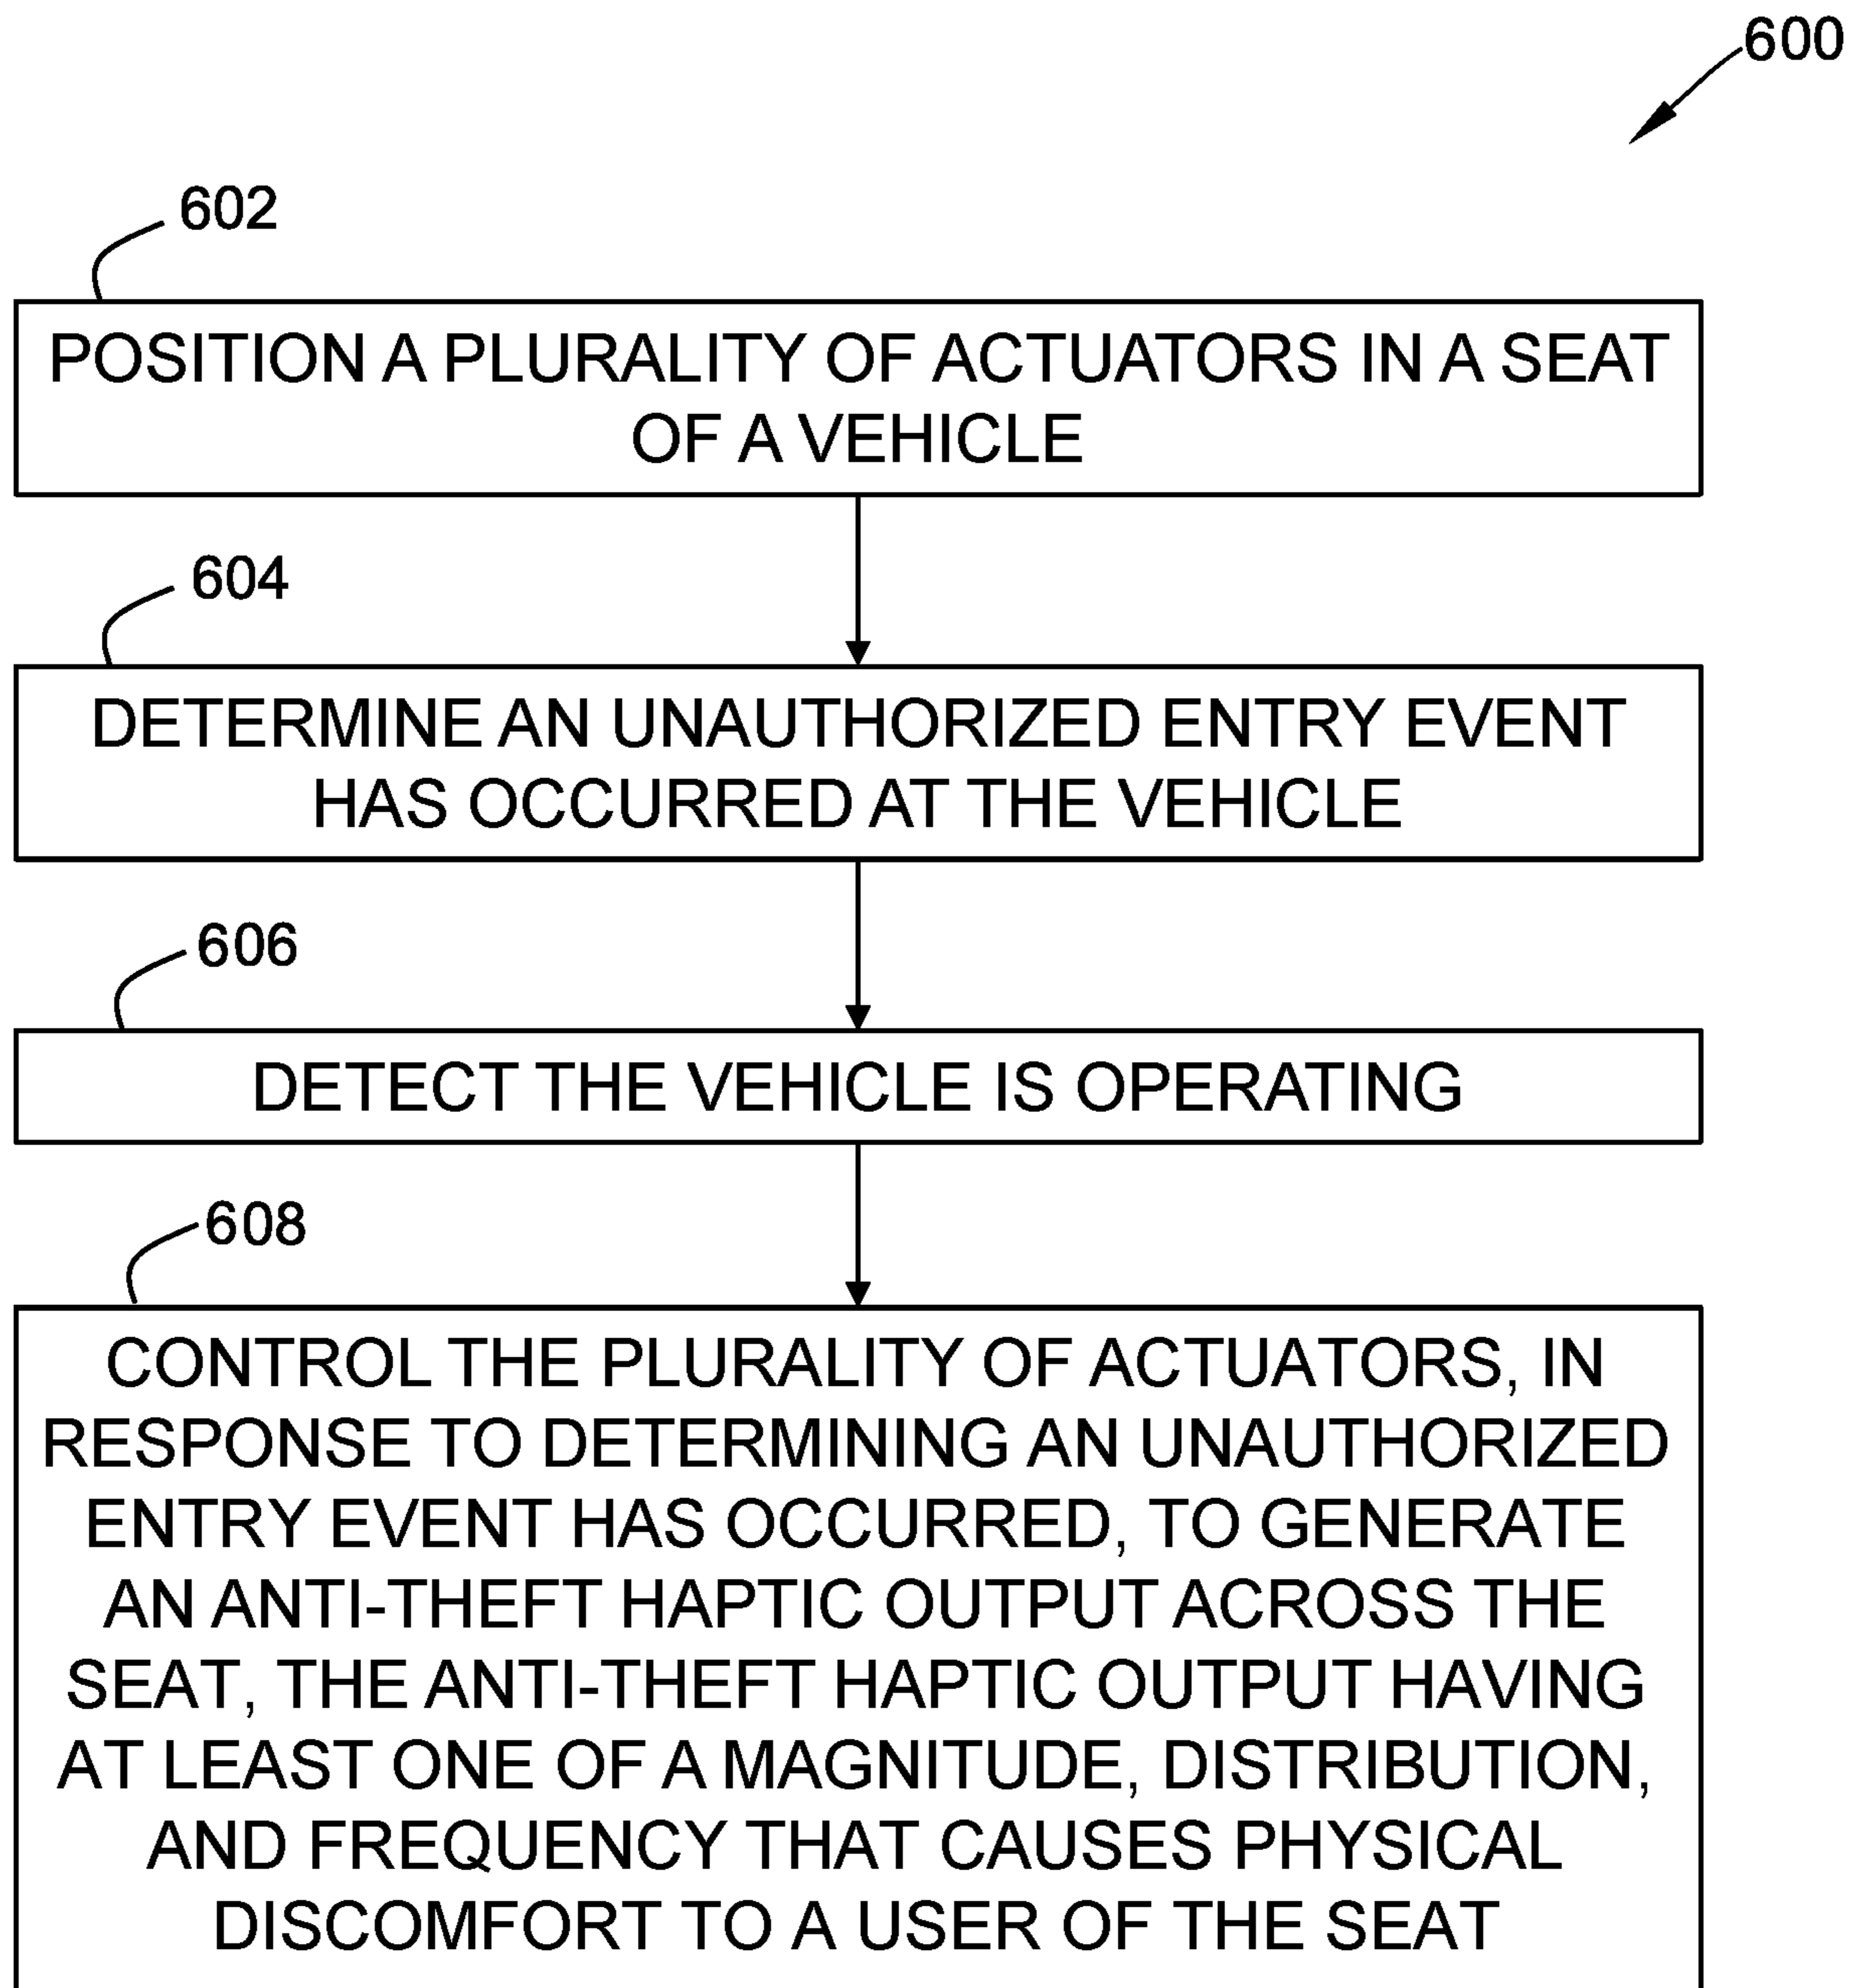 600
602
POSITION A PLURALITY OF ACTUATORS IN A SEAT
OF A VEHICLE
604
DETERMINE AN UNAUTHORIZED ENTRY EVENT
HAS OCCURRED AT THE VEHICLE
606
DETECT THE VEHICLE IS OPERATING
608
CONTROL THE PLURALITY OF ACTUATORS, IN
RESPONSE TO DETERMINING AN UNAUTHORIZED
ENTRY EVENT HAS OCCURRED, TO GENERATE
AN ANTI-THEFT HAPTIC OUTPUT ACROSS THE
SEAT, THE ANTI-THEFT HAPTIC OUTPUT HAVING
AT LEAST ONE OF A MAGNITUDE, DISTRIBUTION,
AND FREQUENCY THAT CAUSES PHYSICAL
DISCOMFORT TO A USER OF THE SEAT